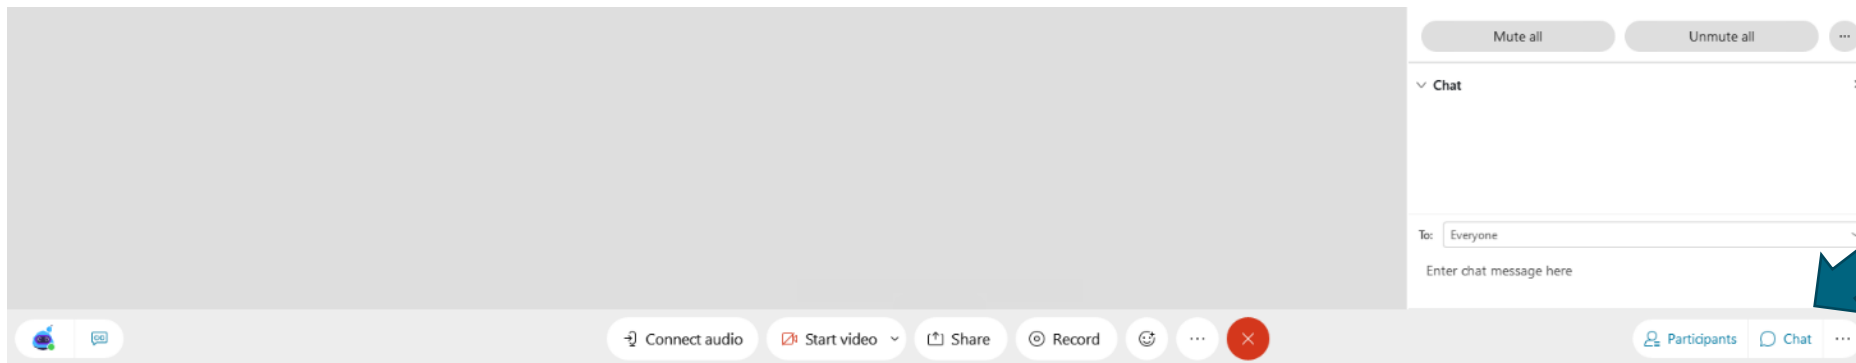 Mute all Unmute all ...
Chat
To: Everyone
Enter chat message here
CC Connect audio Start video Share Record ... Participants Chat ...